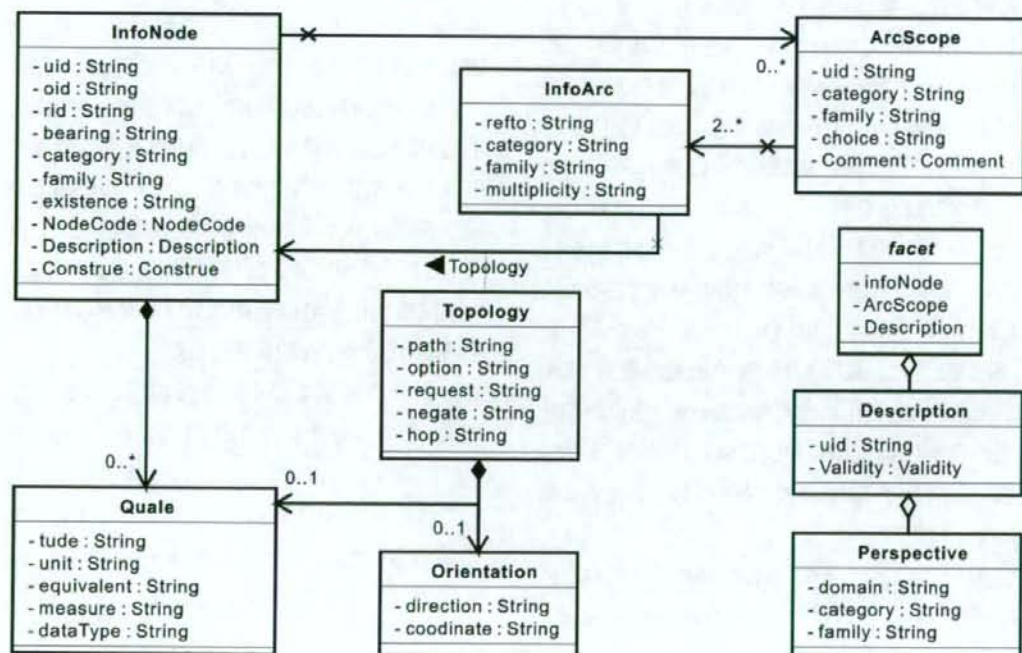 InfoNode
- uid : String
- oid : String
- rid : String
- bearing : String
- category : String
- family : String
- existence : String
- NodeCode : NodeCode
- Description : Description
- Construe : Construe
InfoArc
- refto : String
- category : String
- family : String
- multiplicity : String
2..*
0..*
ArcScope
- uid : String
- category : String
- family : String
- choice : String
- Comment : Comment
Topology
Topology
- path : String
- option : String
- request : String
- negate : String
- hop : String
facet
- InfoNode
- ArcScope
- Description
Description
- uid : String
- Validity : Validity
0..*
0..1
0..1
Quale
- tude : String
- unit : String
- equivalent : String
- measure : String
- dataType : String
Orientation
- direction : String
- coodinate : String
Perspective
- domain : String
- category : String
- family : String